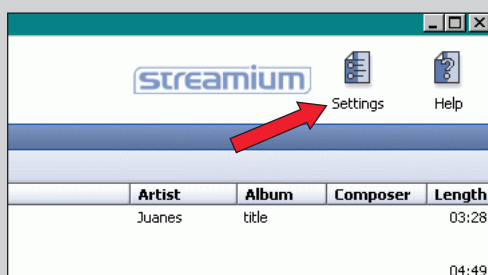 streamium
Settings Help
Artist Album Composer Length
Juanes title 03:28
04:49